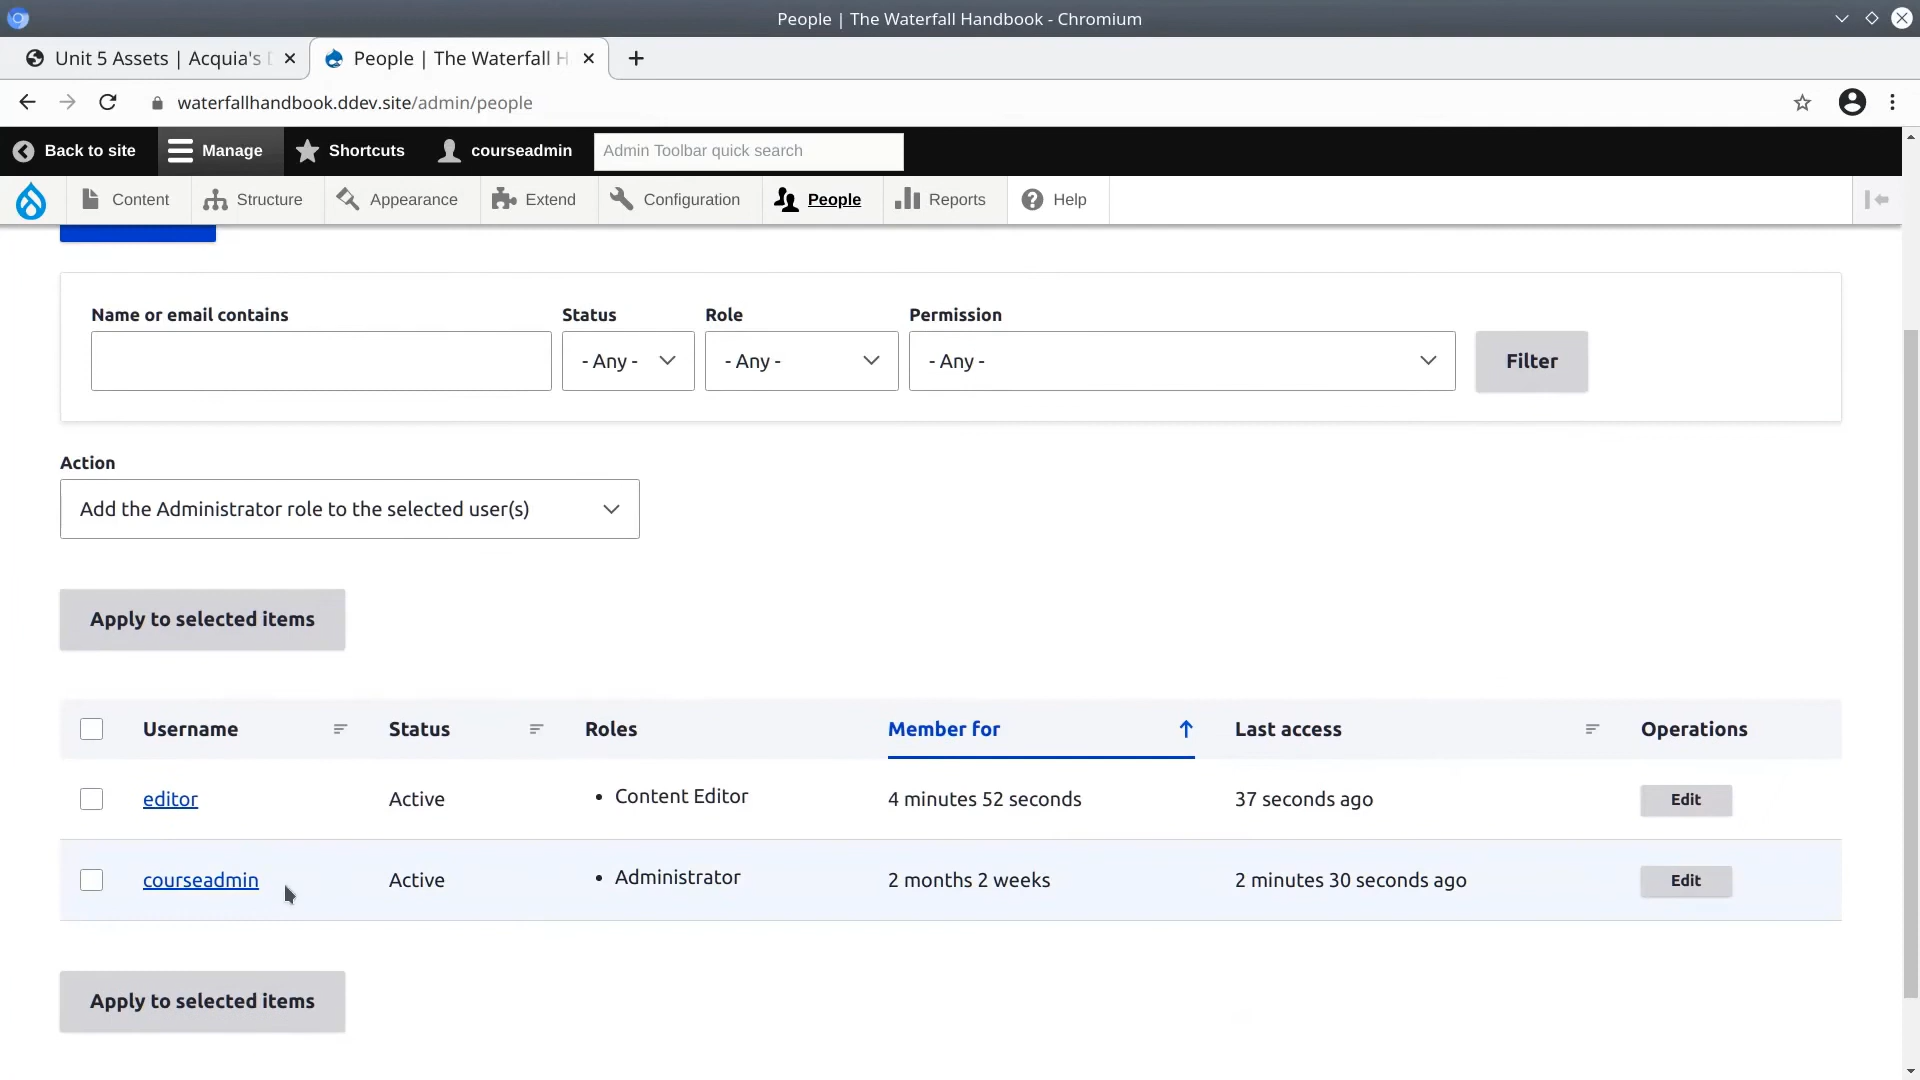 People | The Waterfall Handbook - Chromium
Unit 5 Assets | Acquia's
People | The Waterfall H
waterfallhandbook.ddev.site/admin/people
Back to site
Manage
Shortcuts
courseadmin
Admin Toolbar quick search
Content
Structure
Appearance
Extend
Configuration
People
Reports
Help
Name or email contains
Status
Role
Permission
- Any -
- Any -
- Any -
Filter
Action
Add the Administrator role to the selected user(s)
Apply to selected items
Username
Status
Roles
Member for
Last access
Operations
editor
Active
• Content Editor
4 minutes 52 seconds
37 seconds ago
Edit
courseadmin
Active
• Administrator
2 months 2 weeks
2 minutes 30 seconds ago
Edit
Apply to selected items